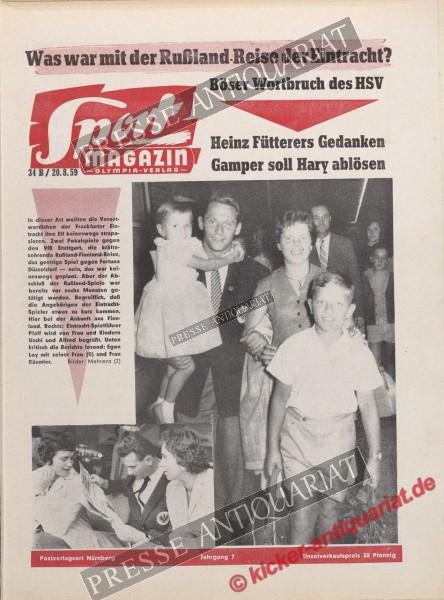 Was war mit der Rußland-Reise der Eintracht?
Böser Wortbruch des HSV
Sport
MAGAZIN
OLYMPIA-VERLAG
34 B / 20.8.59
Heinz Fütterers Gedanken
Gamper soll Hary ablösen
In dieser Art wollten die Verant-
wortlichen der Frankfurter Ein-
tracht ihre Elf keineswegs strapa-
zieren. Zwei Pokalspiele gegen
den VfB Stuttgart, die kräfte-
zehrende Rußland-Finnland-Reise,
das gestrige Spiel gegen Fortuna
Düsseldorf — nein, das war kei-
neswegs geplant. Aber der Ab-
schluß der Rußland-Spiele war
bereits vor sechs Monaten ge-
tätigt worden. Begreiflich, daß
die Angehörigen der Eintracht-
Spieler etwas zu kurz kommen.
Hier bei der Ankunft aus Finn-
land. Rechts: Eintracht-Spielführer
Pfaff wird von Frau und Kindern
Uschi und Alfred begrüßt. Unten
kritisch die Berichte lesend: Egon
Loy mit seiner Frau (li) und Frau
Bäumler. Bilder: Mehrens (2)
Postverlagsort Nürnberg
Jahrgang 7
Einzelverkaufspreis 50 Pfennig
PRESSE ANTIQUARIAT
PRESSE ANTIQUARIAT
PRESSE ANTIQUARIAT
© kicker-antiquariat.de